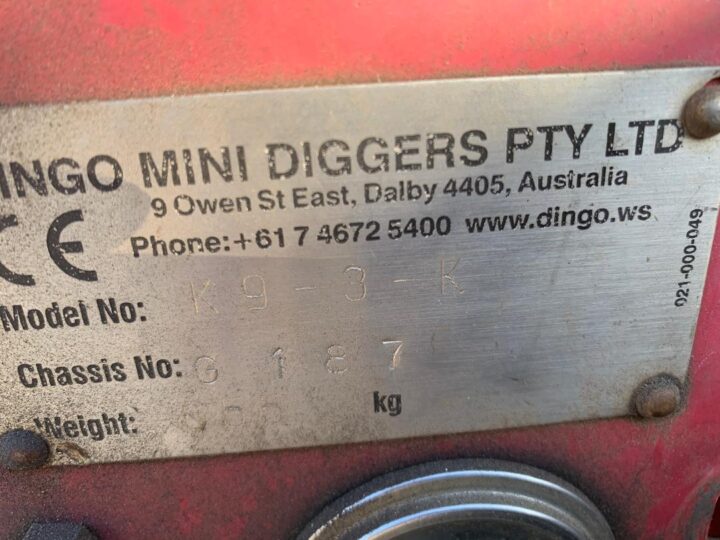 INGO MINI DIGGERS PTY LTD
9 Owen St East, Dalby 4405, Australia
Phone:+61 7 4672 5400 www.dingo.ws
CE
Model No: K9-3-K
Chassis No: G 187
Weight: kg
021-000-049